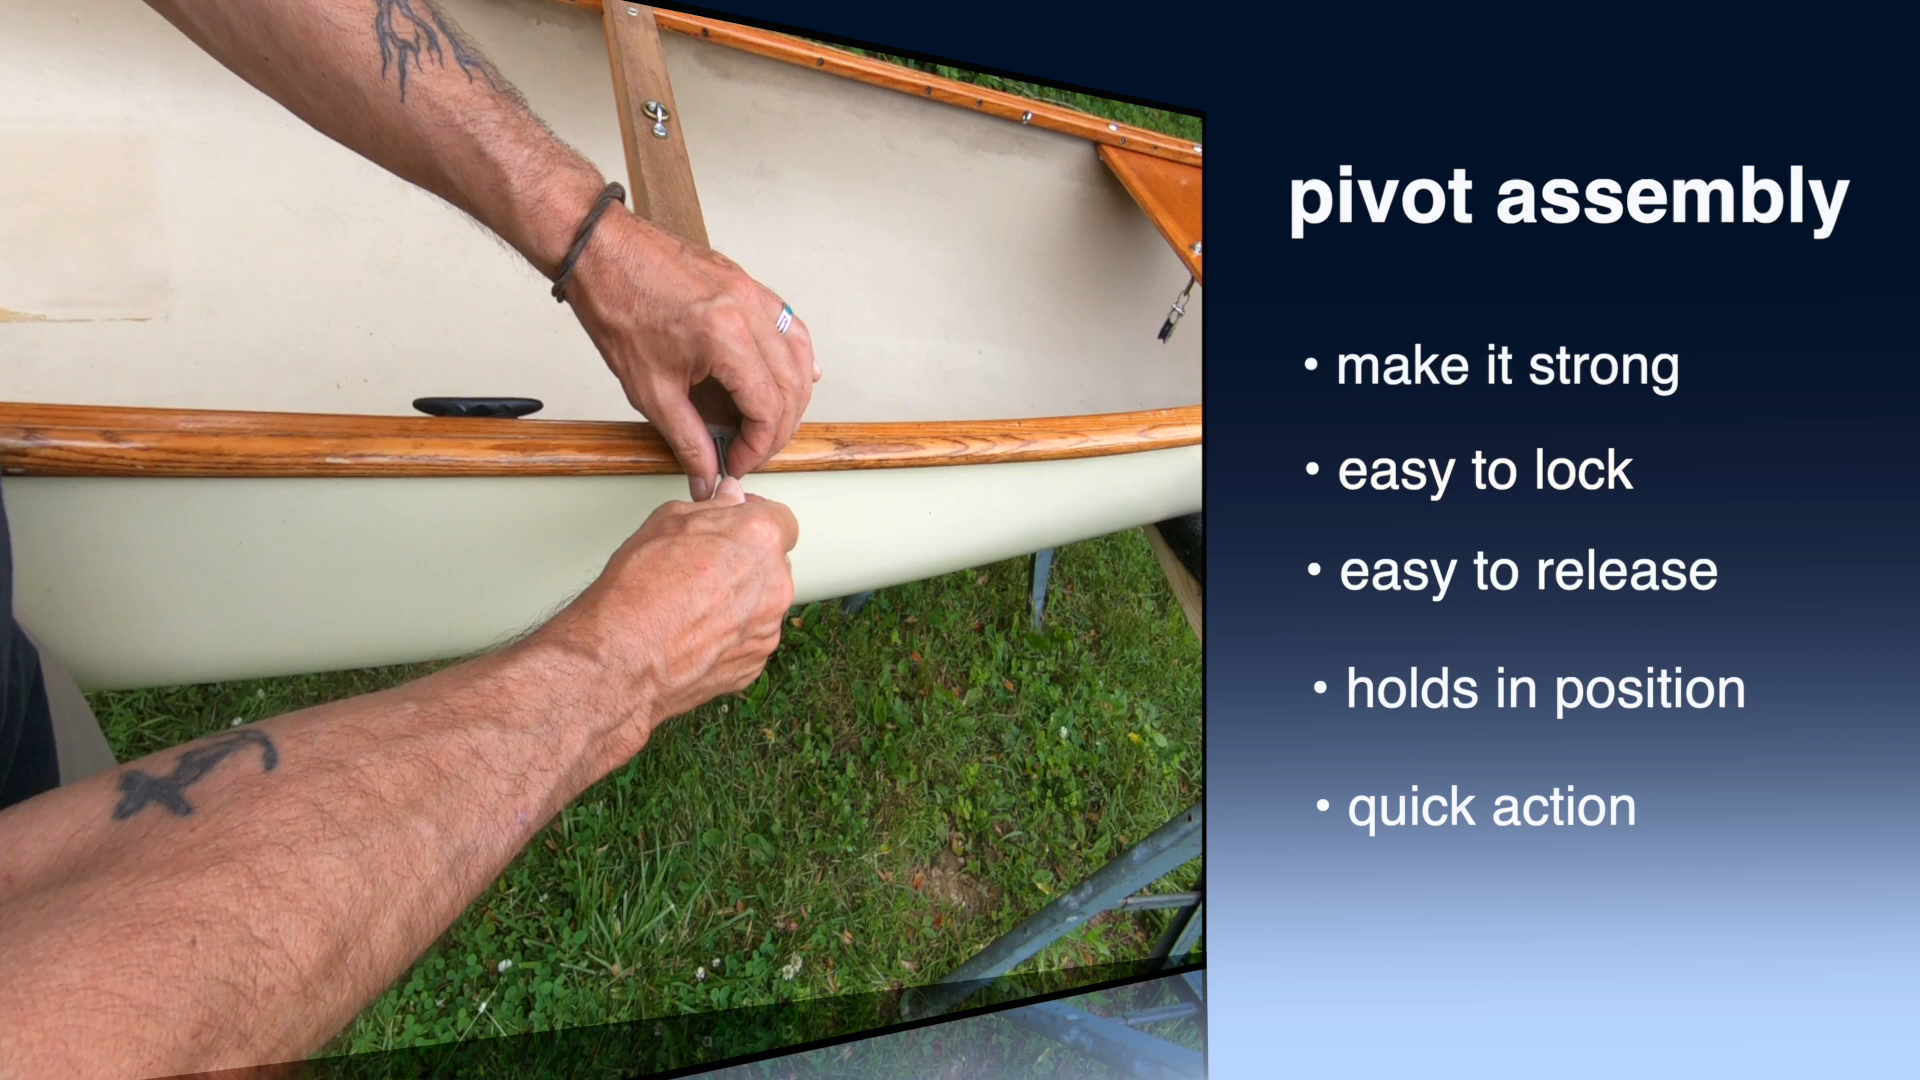 pivot assembly
• make it strong
• easy to lock
• easy to release
• holds in position
• quick action